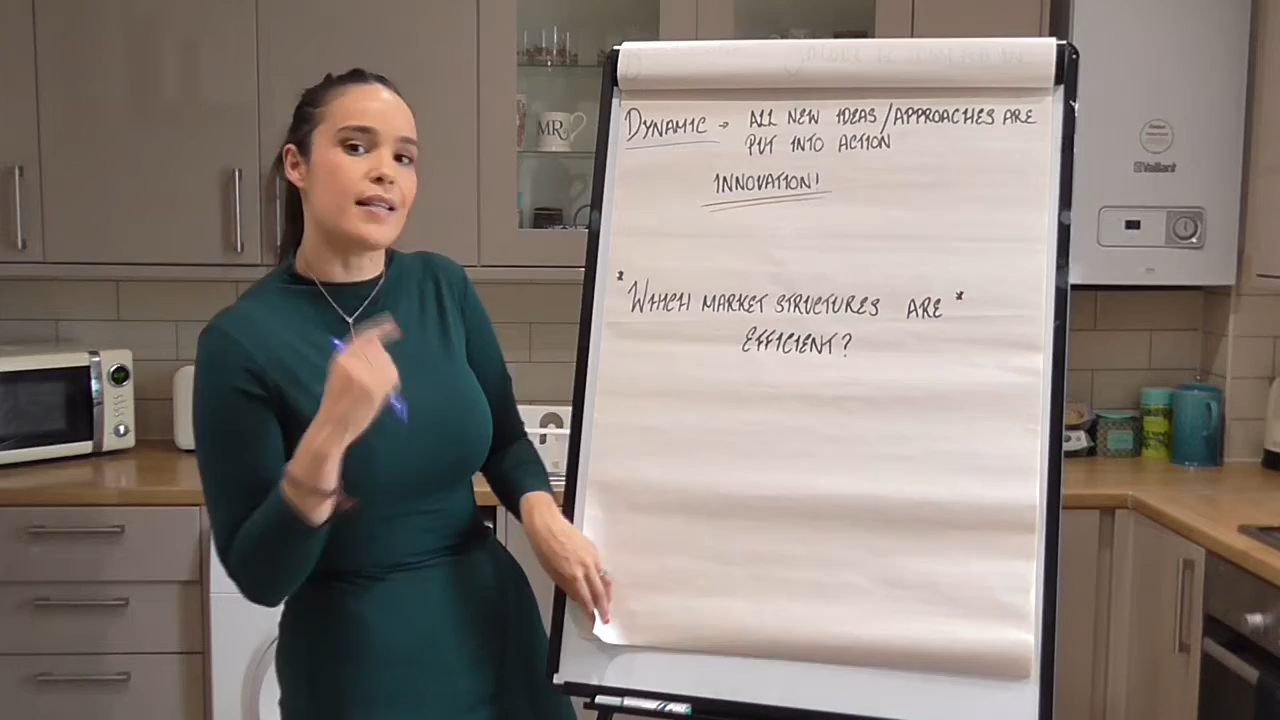 DYNAMIC → ALL NEW IDEAS/APPROACHES ARE
PUT INTO ACTION
INNOVATION!
*WHICH MARKET STRUCTURES ARE*
EFFICIENT?
MR
Vaillant